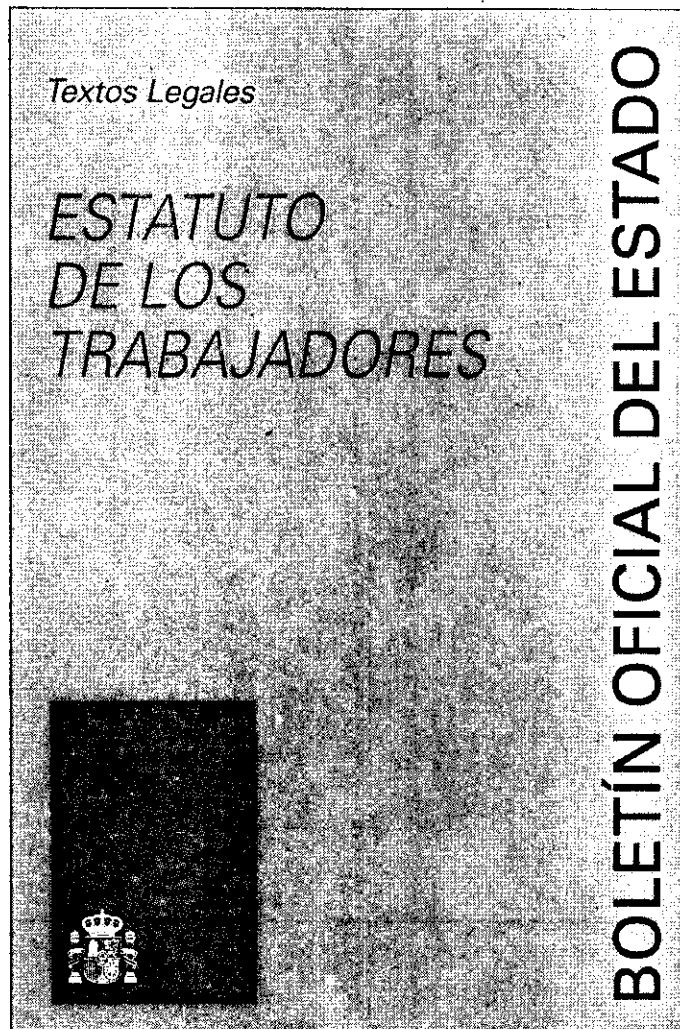 Textos Legales
ESTATUTO
DE LOS
TRABAJADORES
BOLETÍN OFICIAL DEL ESTADO